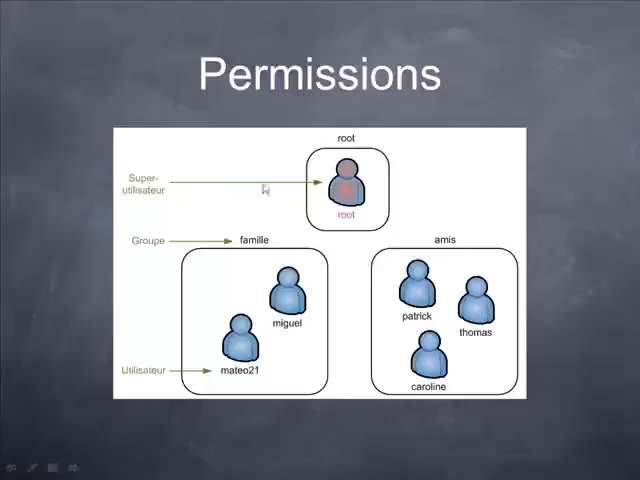 Permissions
root
Super-
utilisateur
root
Groupe
famille
amis
miguel
patrick
thomas
Utilisateur
mateo21
caroline